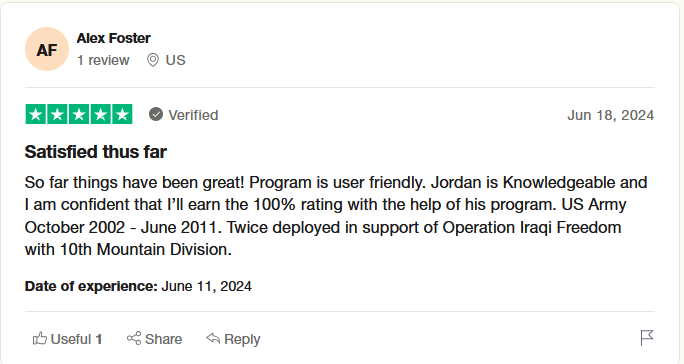 AF
Alex Foster
1 review US
Verified
Jun 18, 2024
Satisfied thus far
So far things have been great! Program is user friendly. Jordan is Knowledgeable and
I am confident that I’ll earn the 100% rating with the help of his program. US Army
October 2002 - June 2011. Twice deployed in support of Operation Iraqi Freedom
with 10th Mountain Division.
Date of experience: June 11, 2024
Useful 1 Share Reply